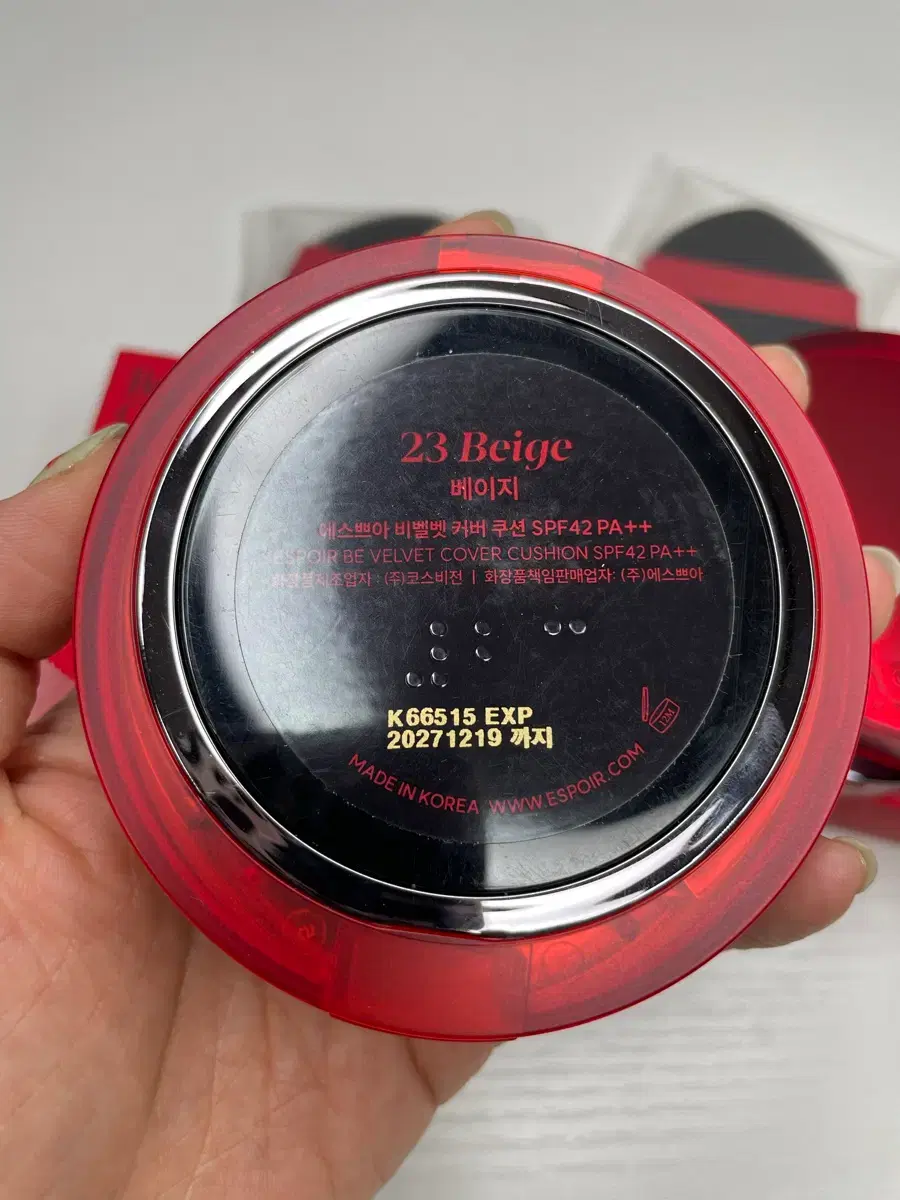 23 Beige
베이지
에스쁘아 비벨벳 커버 쿠션 SPF42 PA++
ESPOIR BE VELVET COVER CUSHION SPF42 PA++
화장품제조업자 : (주)코스비전 | 화장품책임판매업자: (주)에스쁘아
K66515 EXP
20271219 까지
12M
MADE IN KOREA WWW.ESPOIR.COM